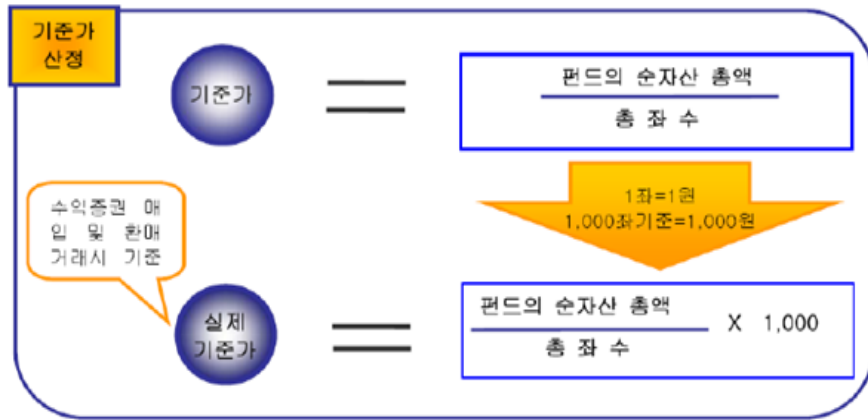 기준가
산정
기준가
=
펀드의 순자산 총액
총 좌 수
1좌=1원
1,000좌기준=1,000원
수익증권 매
입 및 환매
거래시 기준
실제
기준가
=
펀드의 순자산 총액
총 좌 수
X 1,000